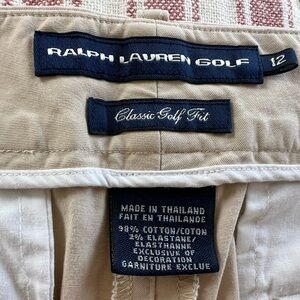 RALPH LAUREN GOLF
12
Classic Golf Fit
MADE IN THAILAND
FAIT EN THAILANDE
98% COTTON/COTON
2% ELASTANE/
ELASTHANNE
EXCLUSIVE OF
DECORATION
GARNITURE EXCLUE